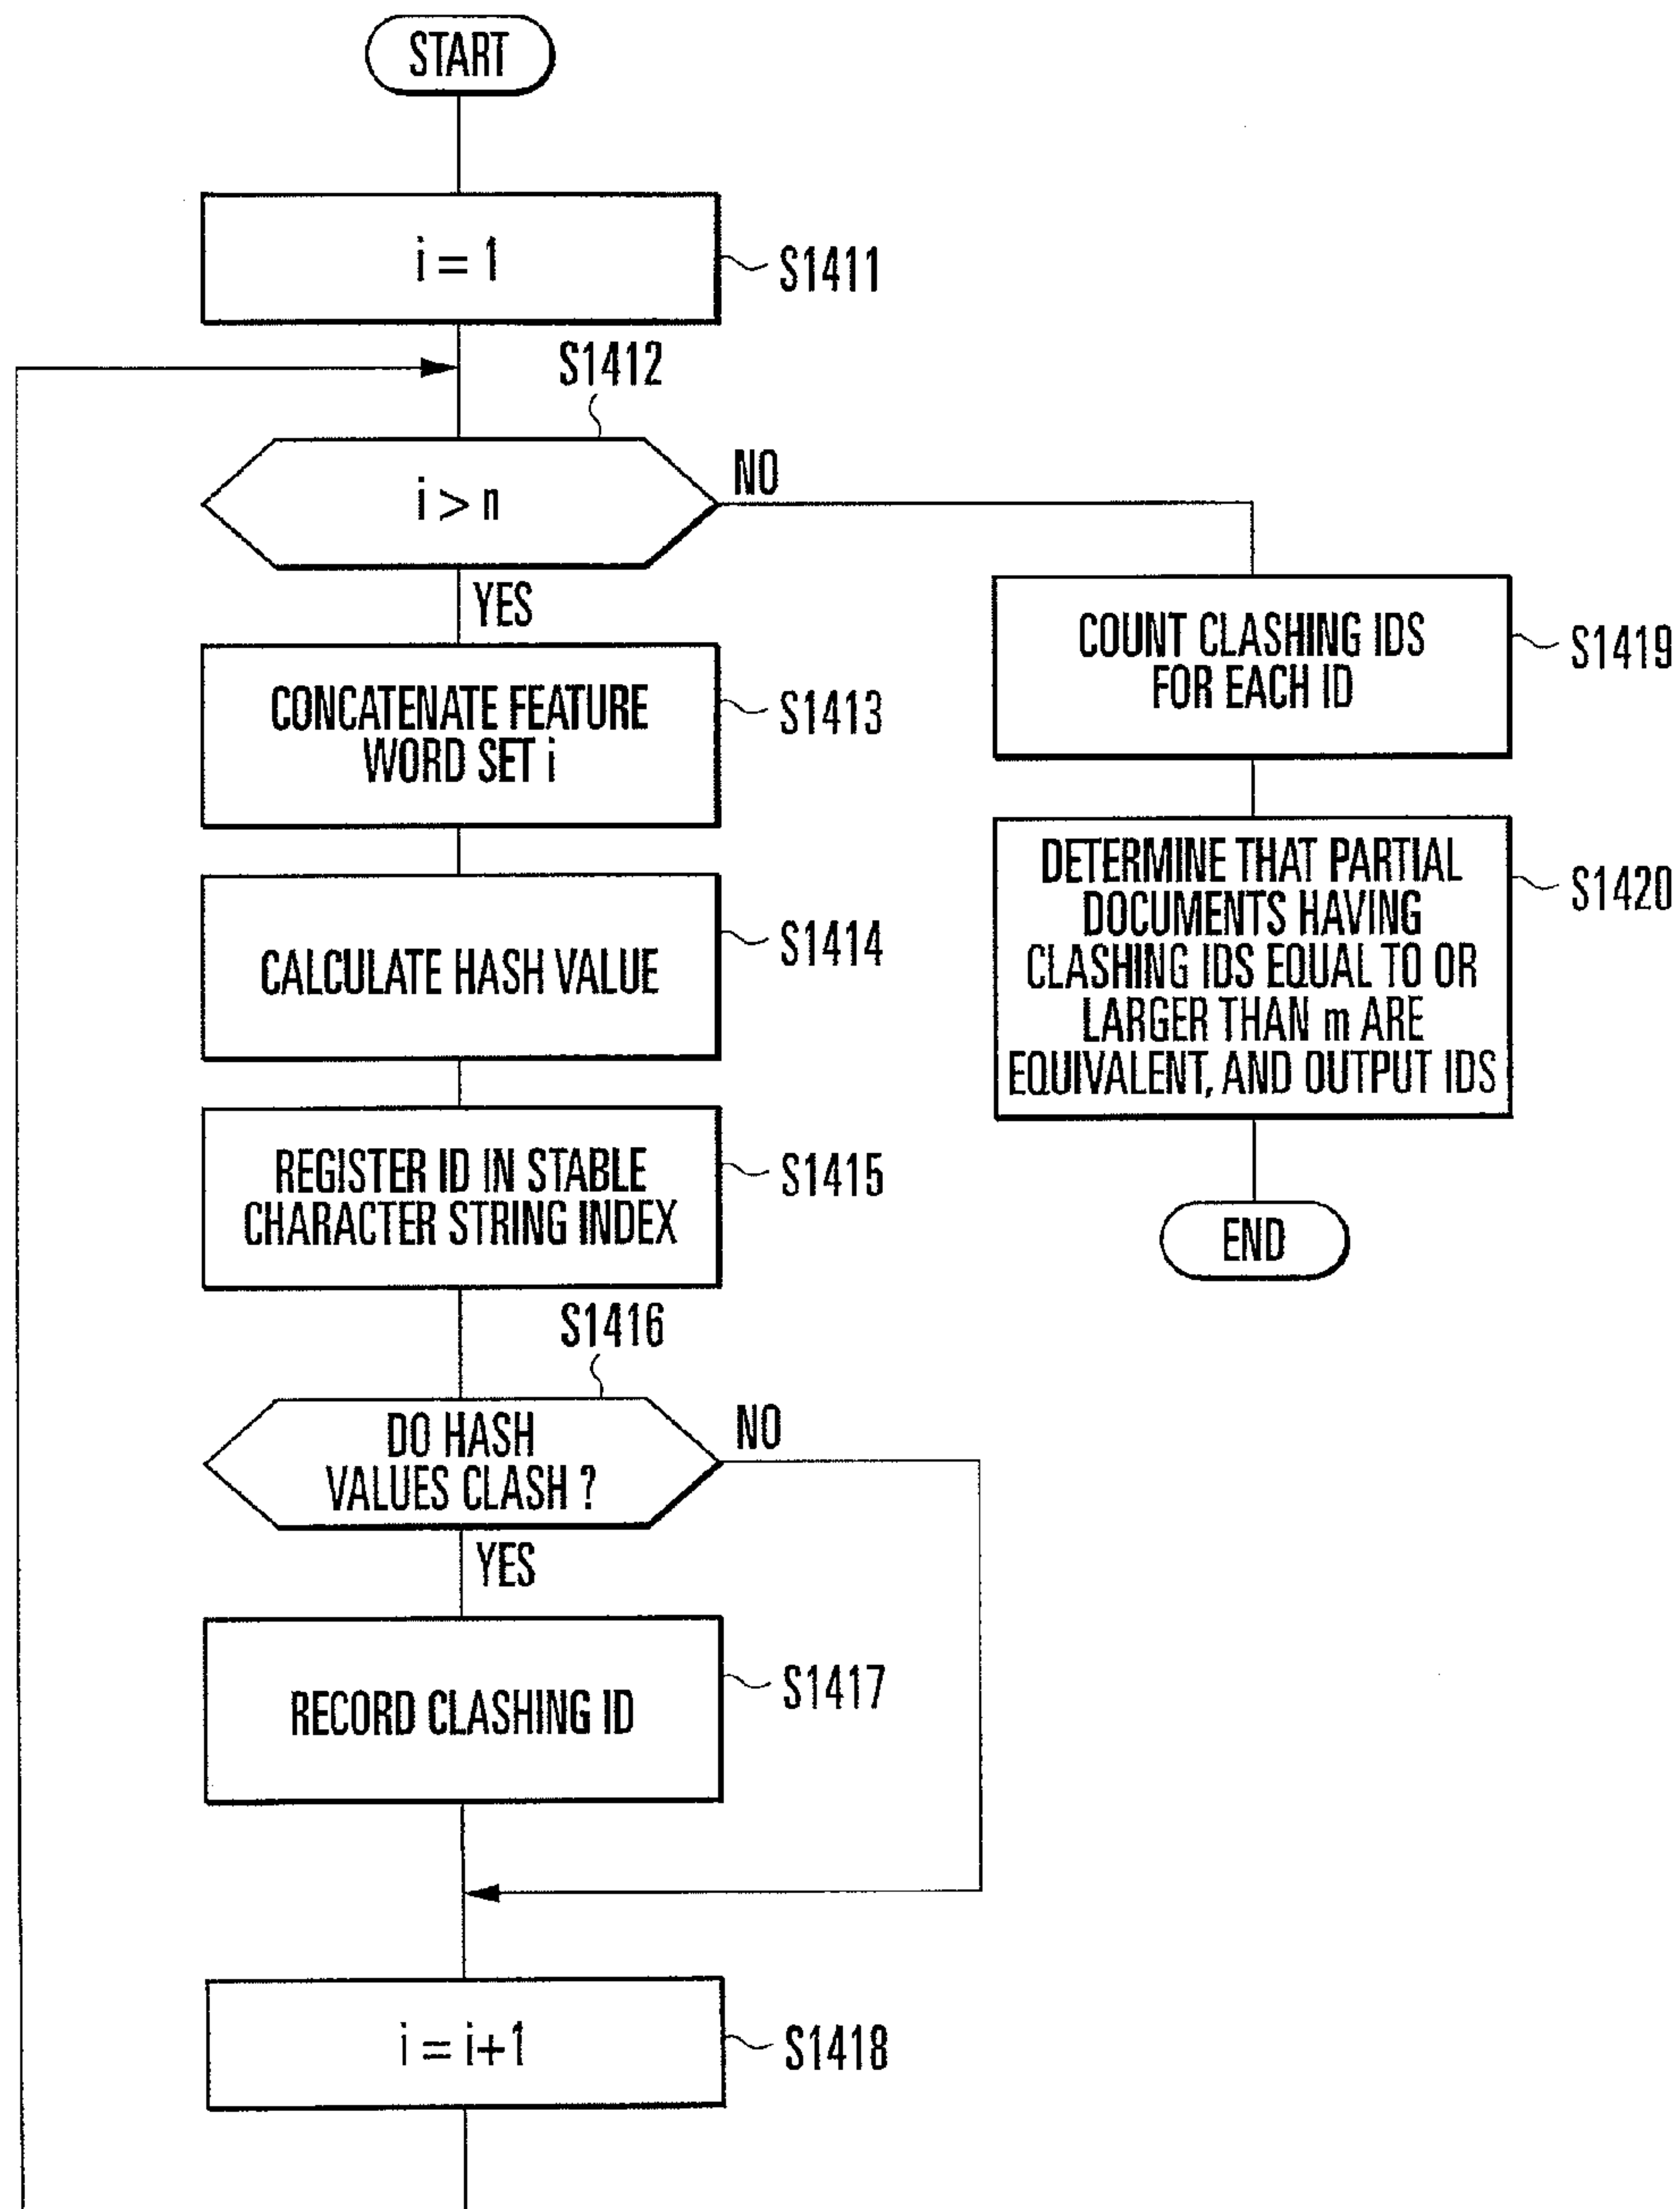 START
i = 1
S1411
S1412
i > n
NO
YES
CONCATENATE FEATURE
WORD SET i
S1413
CALCULATE HASH VALUE
S1414
REGISTER ID IN STABLE
CHARACTER STRING INDEX
S1415
S1416
DO HASH
VALUES CLASH ?
NO
YES
RECORD CLASHING ID
S1417
i = i+1
S1418
COUNT CLASHING IDS
FOR EACH ID
S1419
DETERMINE THAT PARTIAL
DOCUMENTS HAVING
CLASHING IDS EQUAL TO OR
LARGER THAN m ARE
EQUIVALENT, AND OUTPUT IDS
S1420
END